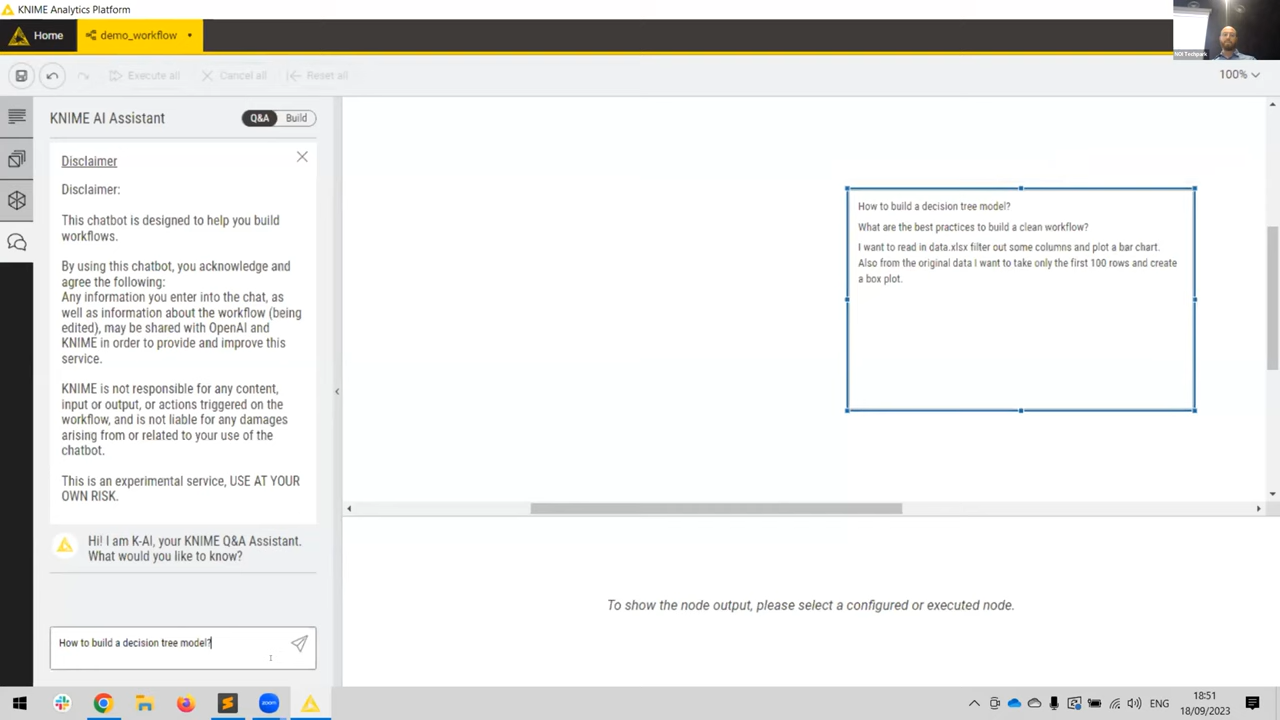 KNIME Analytics Platform
Home
demo_workflow
Execute all
Cancel all
Reset all
100%
NOI Techpark
KNIME AI Assistant
Q&A
Build
Disclaimer
Disclaimer:
This chatbot is designed to help you build
workflows.
By using this chatbot, you acknowledge and
agree the following:
Any information you enter into the chat, as
well as information about the workflow (being
edited), may be shared with OpenAI and
KNIME in order to provide and improve this
service.
KNIME is not responsible for any content,
input or output, or actions triggered on the
workflow, and is not liable for any damages
arising from or related to your use of the
chatbot.
This is an experimental service, USE AT YOUR
OWN RISK.
Hi! I am K-AI, your KNIME Q&A Assistant.
What would you like to know?
How to build a decision tree model?
How to build a decision tree model?
What are the best practices to build a clean workflow?
I want to read in data.xlsx filter out some columns and plot a bar chart.
Also from the original data I want to take only the first 100 rows and create
a box plot.
To show the node output, please select a configured or executed node.
zoom
ENG
18:51
18/09/2023